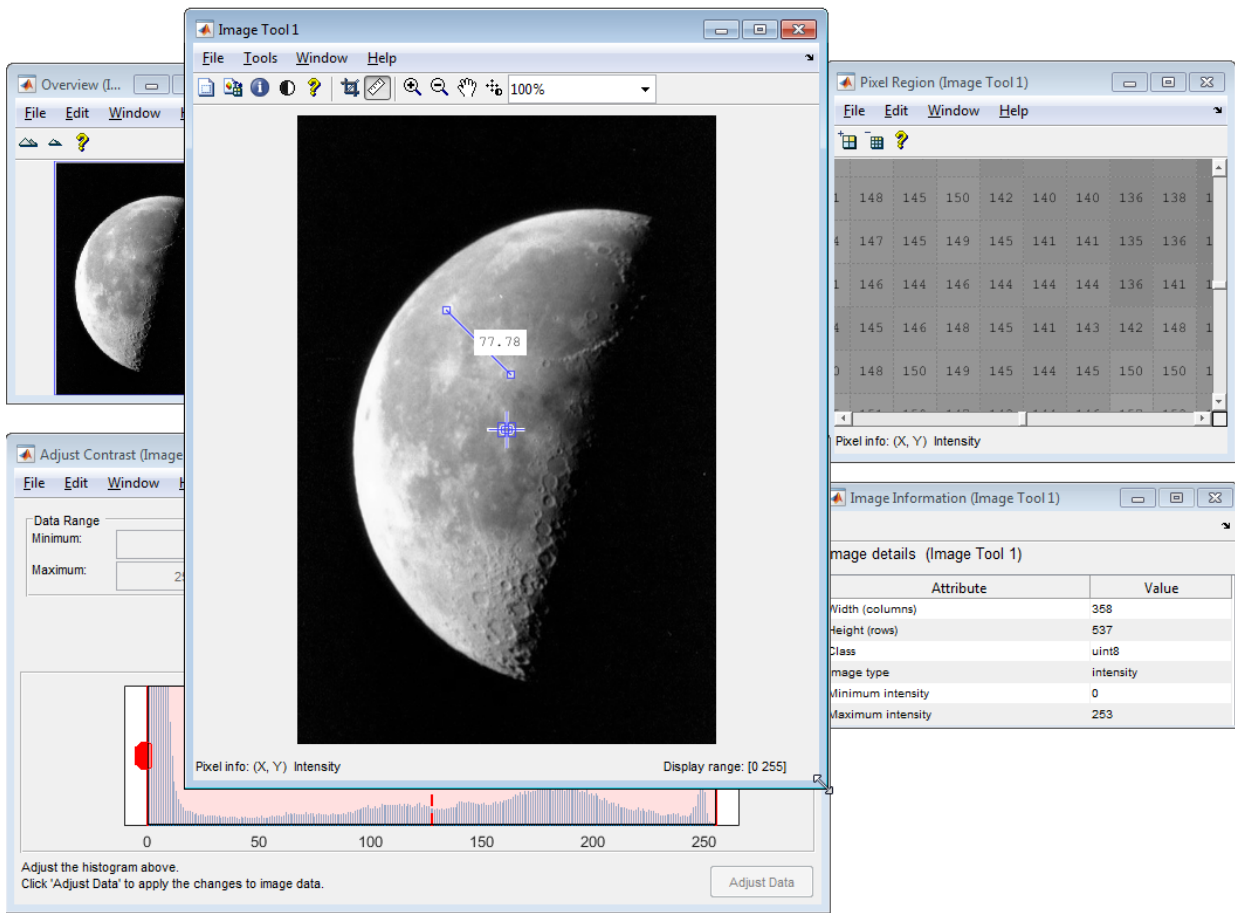 Image Tool 1
File Tools Window Help
100%
77.78
Pixel info: (X, Y) Intensity
Display range: [0 255]
Overview (I...
File Edit Window
Pixel Region (Image Tool 1)
File Edit Window Help
148 145 150 142 140 140 136 138
147 145 149 145 141 141 135 136
146 144 146 144 144 144 136 141
145 146 148 145 141 143 142 148
148 150 149 145 144 145 150 150
Pixel info: (X, Y) Intensity
Adjust Contrast (Image
File Edit Window
Data Range
Minimum:
Maximum:
0 50 100 150 200 250
Adjust the histogram above.
Click 'Adjust Data' to apply the changes to image data.
Adjust Data
Image Information (Image Tool 1)
Image details (Image Tool 1)
Attribute Value
Width (columns) 358
Height (rows) 537
Class uint8
Image type intensity
Minimum intensity 0
Maximum intensity 253